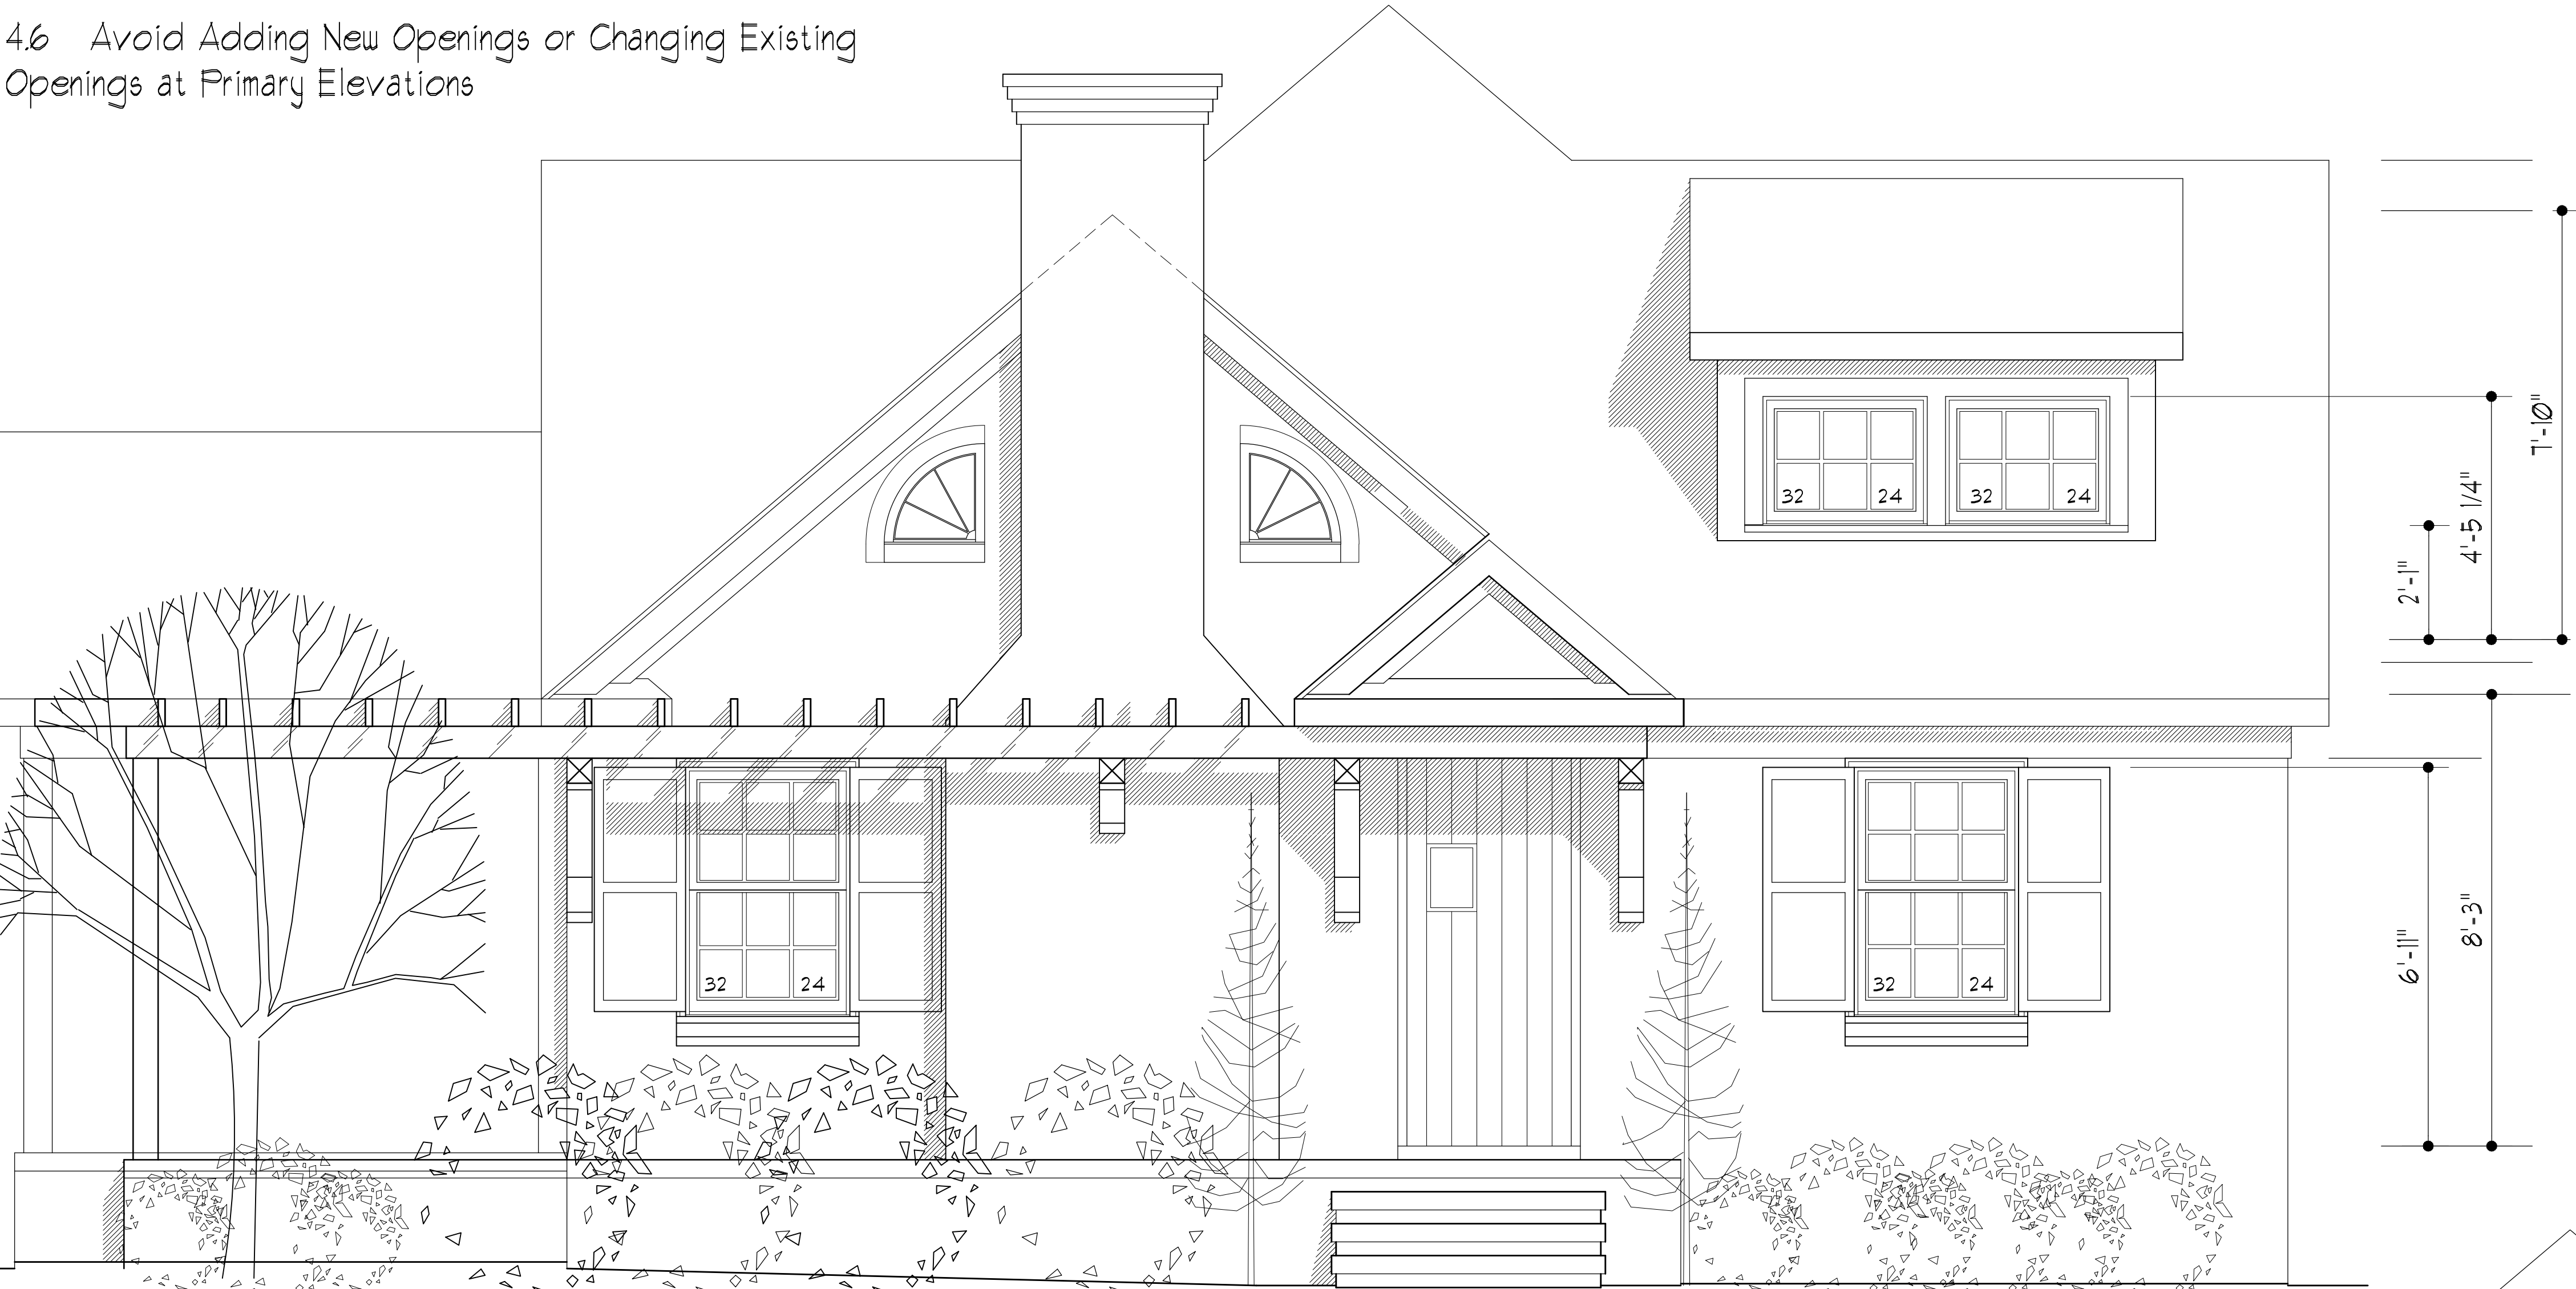 4.6 Avoid Adding New Openings or Changing Existing
Openings at Primary Elevations
32 24 32 24
7'-10"
4'-5 1/4"
2'-1"
32 24
32 24
8'-3"
6'-11"